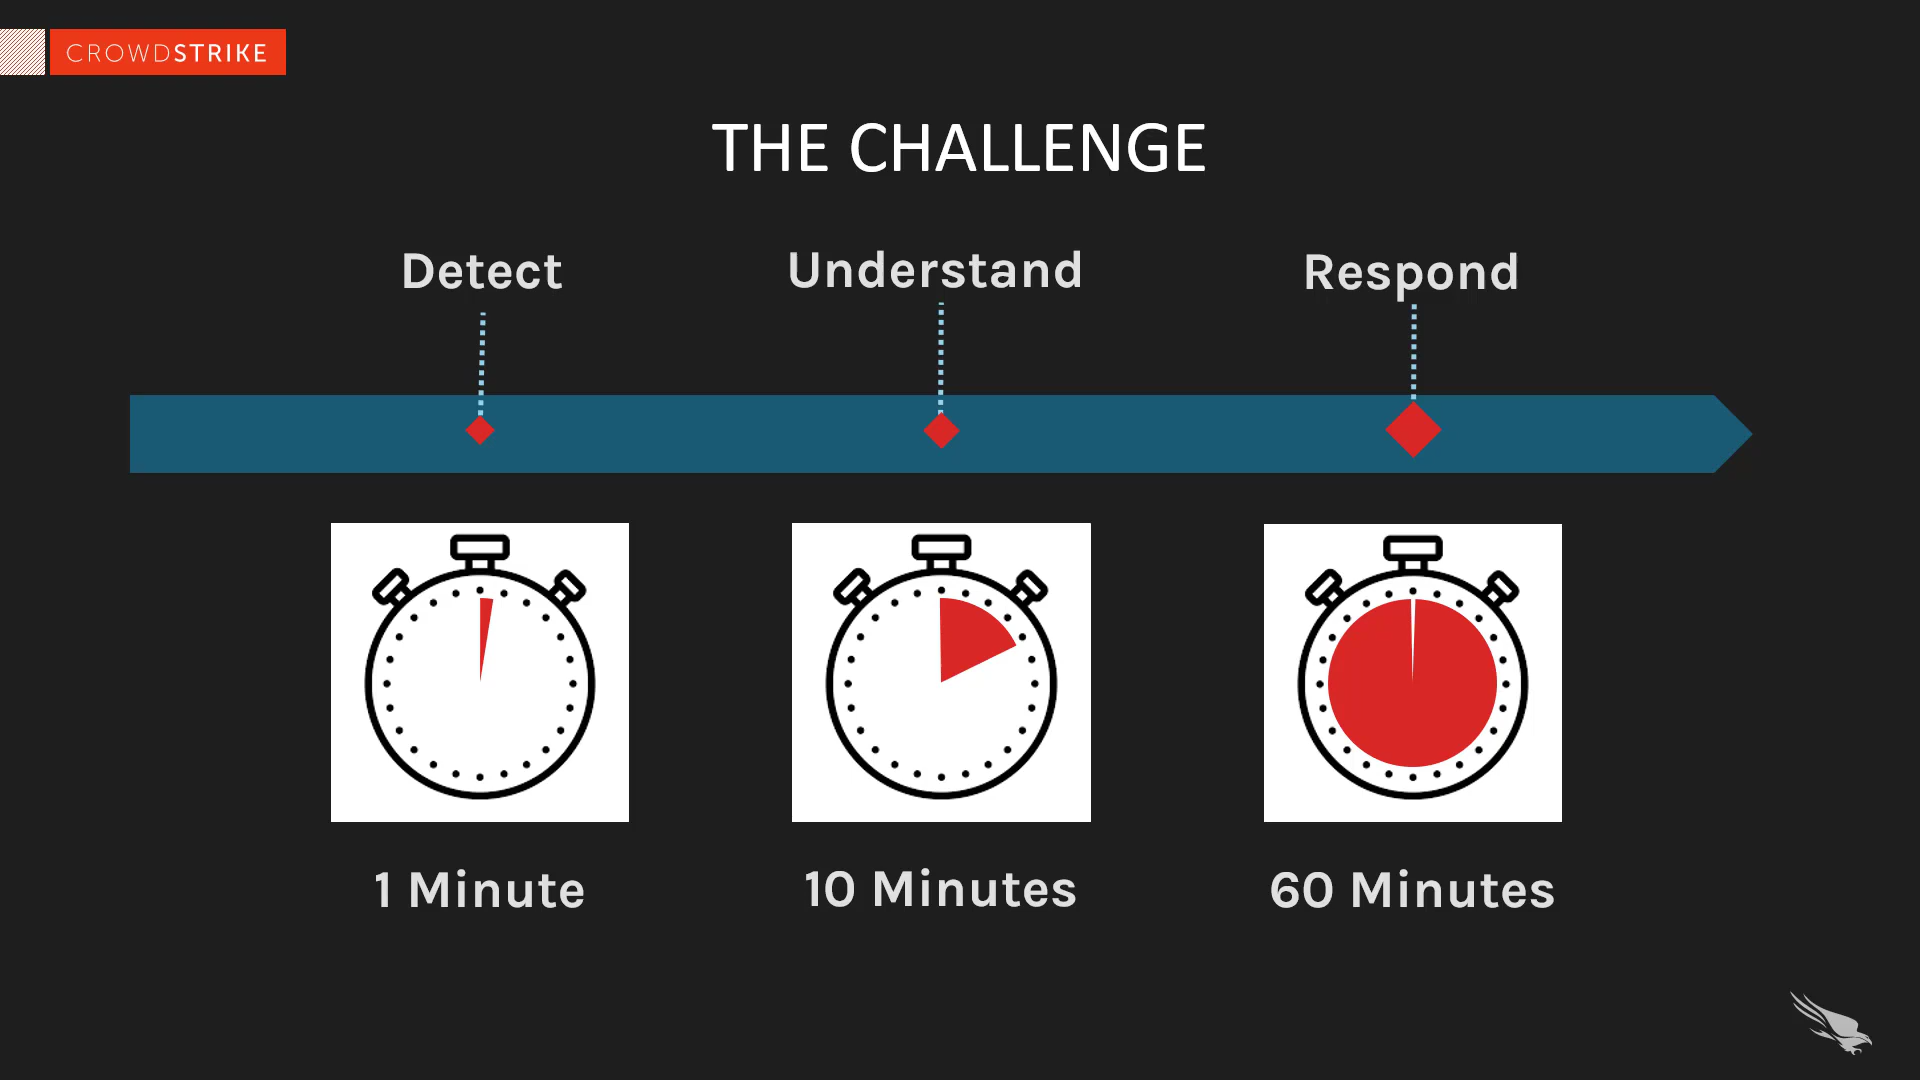 CROWDSTRIKE
THE CHALLENGE
Detect
Understand
Respond
1 Minute
10 Minutes
60 Minutes